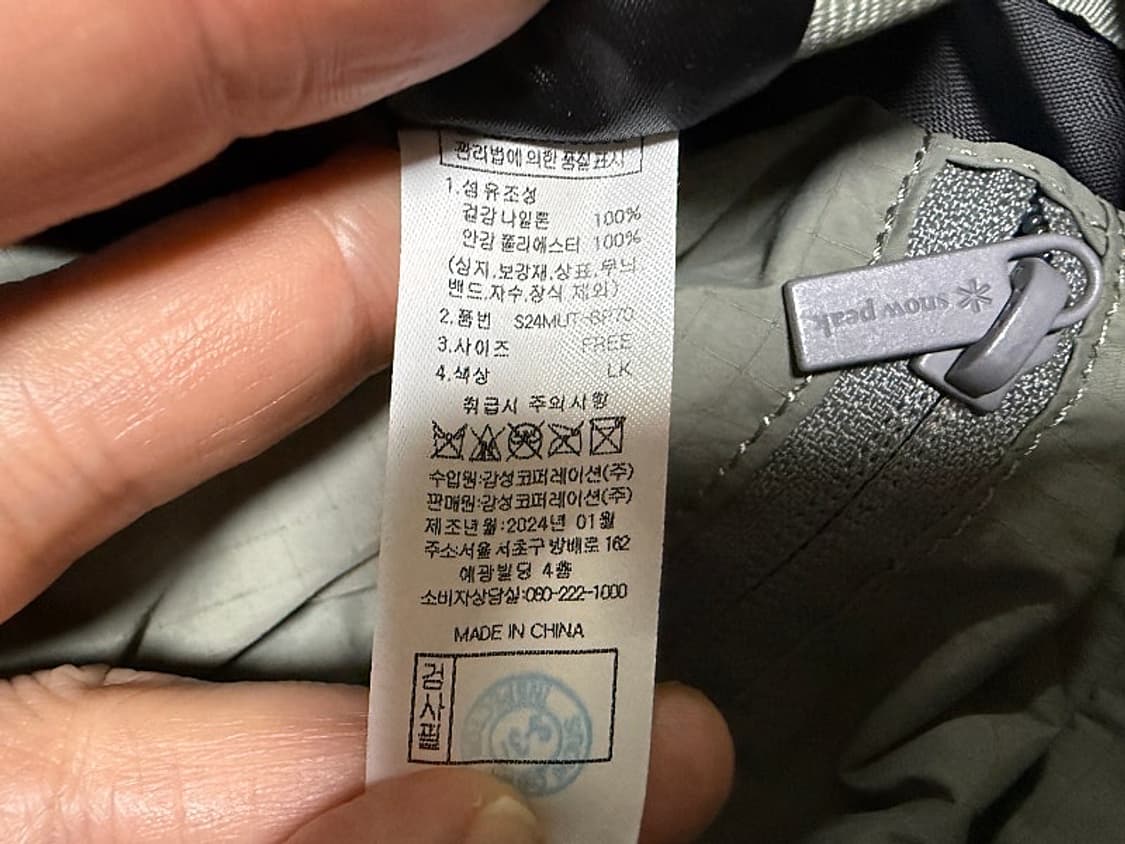 관리법에 의한 품질표시
1.섬유조성
겉감 나일론 100%
안감 폴리에스터 100%
(심지.보강재.상표.무늬
밴드.자수.장식 제외)
2.품번 S24MUT-BP70
3.사이즈 FREE
4.색상 LK
취급시 주의사항
수입원:감성코퍼레이션(주)
판매원:감성코퍼레이션(주)
제조년월:2024년 01월
주소:서울 서초구 방배로 162
예광빌딩 4층
소비자상담실:080-222-1000
MADE IN CHINA
검사필
snow peak